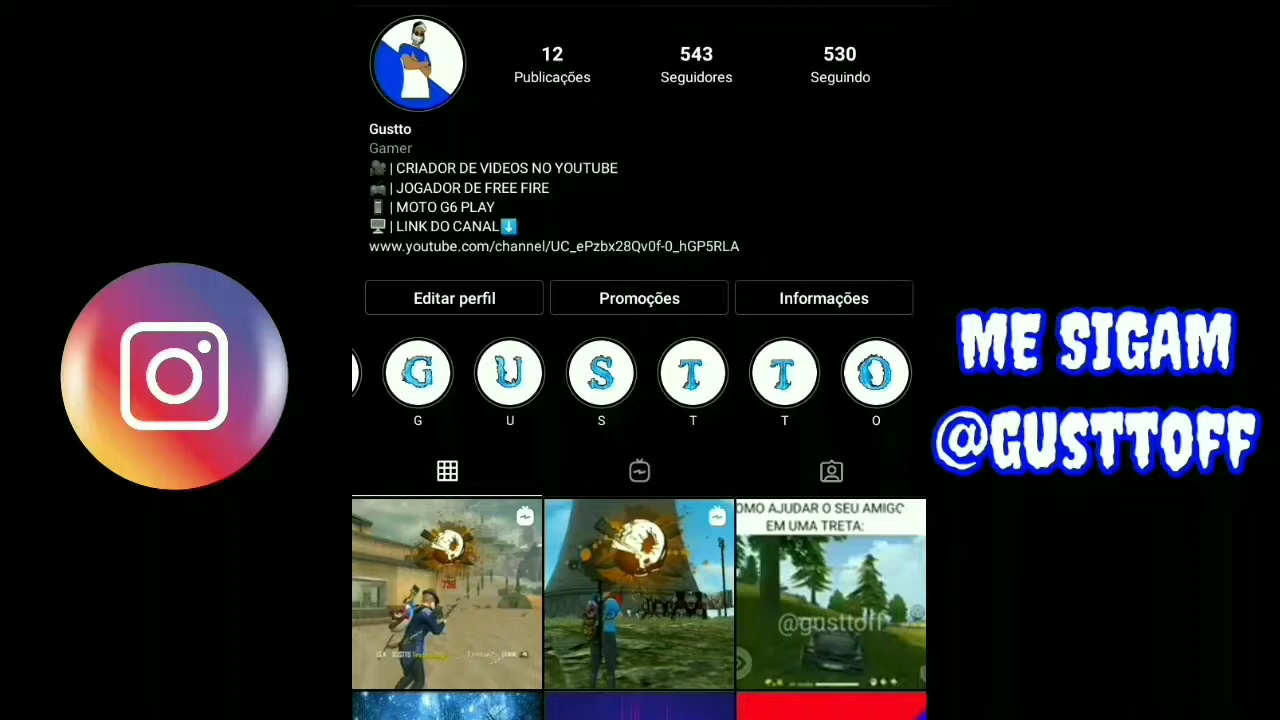 12
543
530
Publicações
Seguidores
Seguindo
Gustto
Gamer
| CRIADOR DE VIDEOS NO YOUTUBE
| JOGADOR DE FREE FIRE
| MOTO G6 PLAY
| LINK DO CANAL
www.youtube.com/channel/UC_ePzbx28Qv0f-0_hGP5RLA
Editar perfil
Promoções
Informações
ME SIGAM
@GUSTTOFF
G
U
S
T
T
O
G
U
S
T
T
O
OMO AJUDAR O SEU AMIGO
EM UMA TRETA:
@gusttoff
GUSTTO